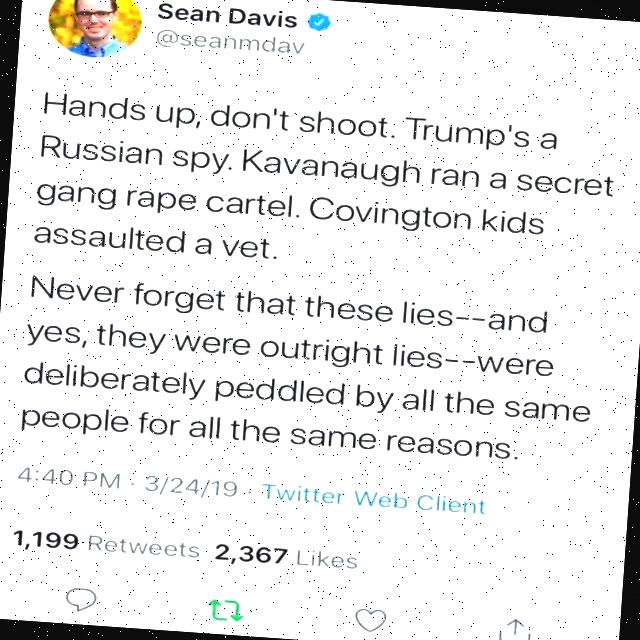 Sean Davis
@seanmdav
Hands up, don't shoot. Trump's a
Russian spy. Kavanaugh ran a secret
gang rape cartel. Covington kids
assaulted a vet.
Never forget that these lies--and
yes, they were outright lies--were
deliberately peddled by all the same
people for all the same reasons.
4:40 PM · 3/24/19 · Twitter Web Client
1,199 Retweets 2,367 Likes